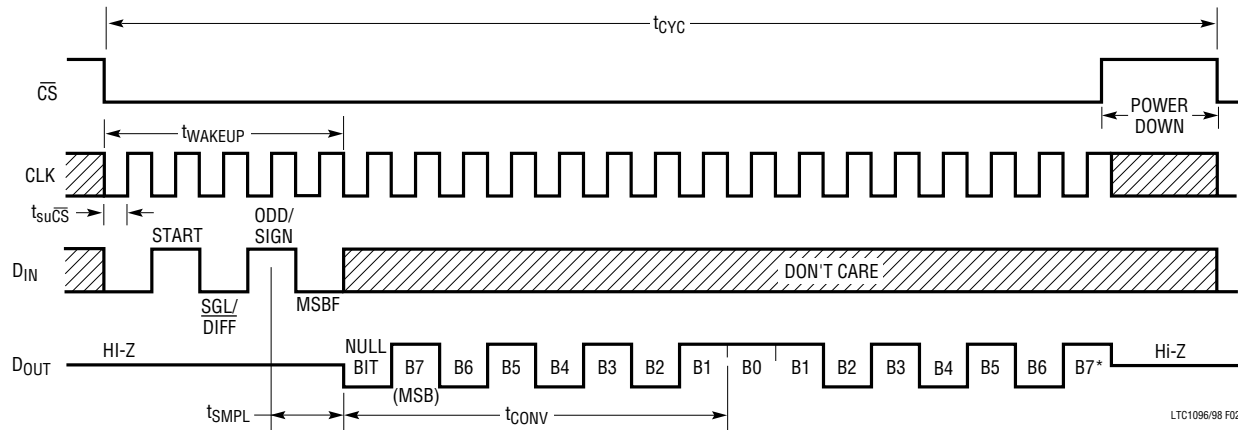 tCYC
CS
POWER
DOWN
tWAKEUP
CLK
tsuCS
START
ODD/
SIGN
DIN
DON'T CARE
SGL/
DIFF
MSBF
DOUT
HI-Z
NULL
BIT
B7
B6
B5
B4
B3
B2
B1
B0
B1
B2
B3
B4
B5
B6
B7*
Hi-Z
(MSB)
tSMPL
tCONV
LTC1096/98 F02